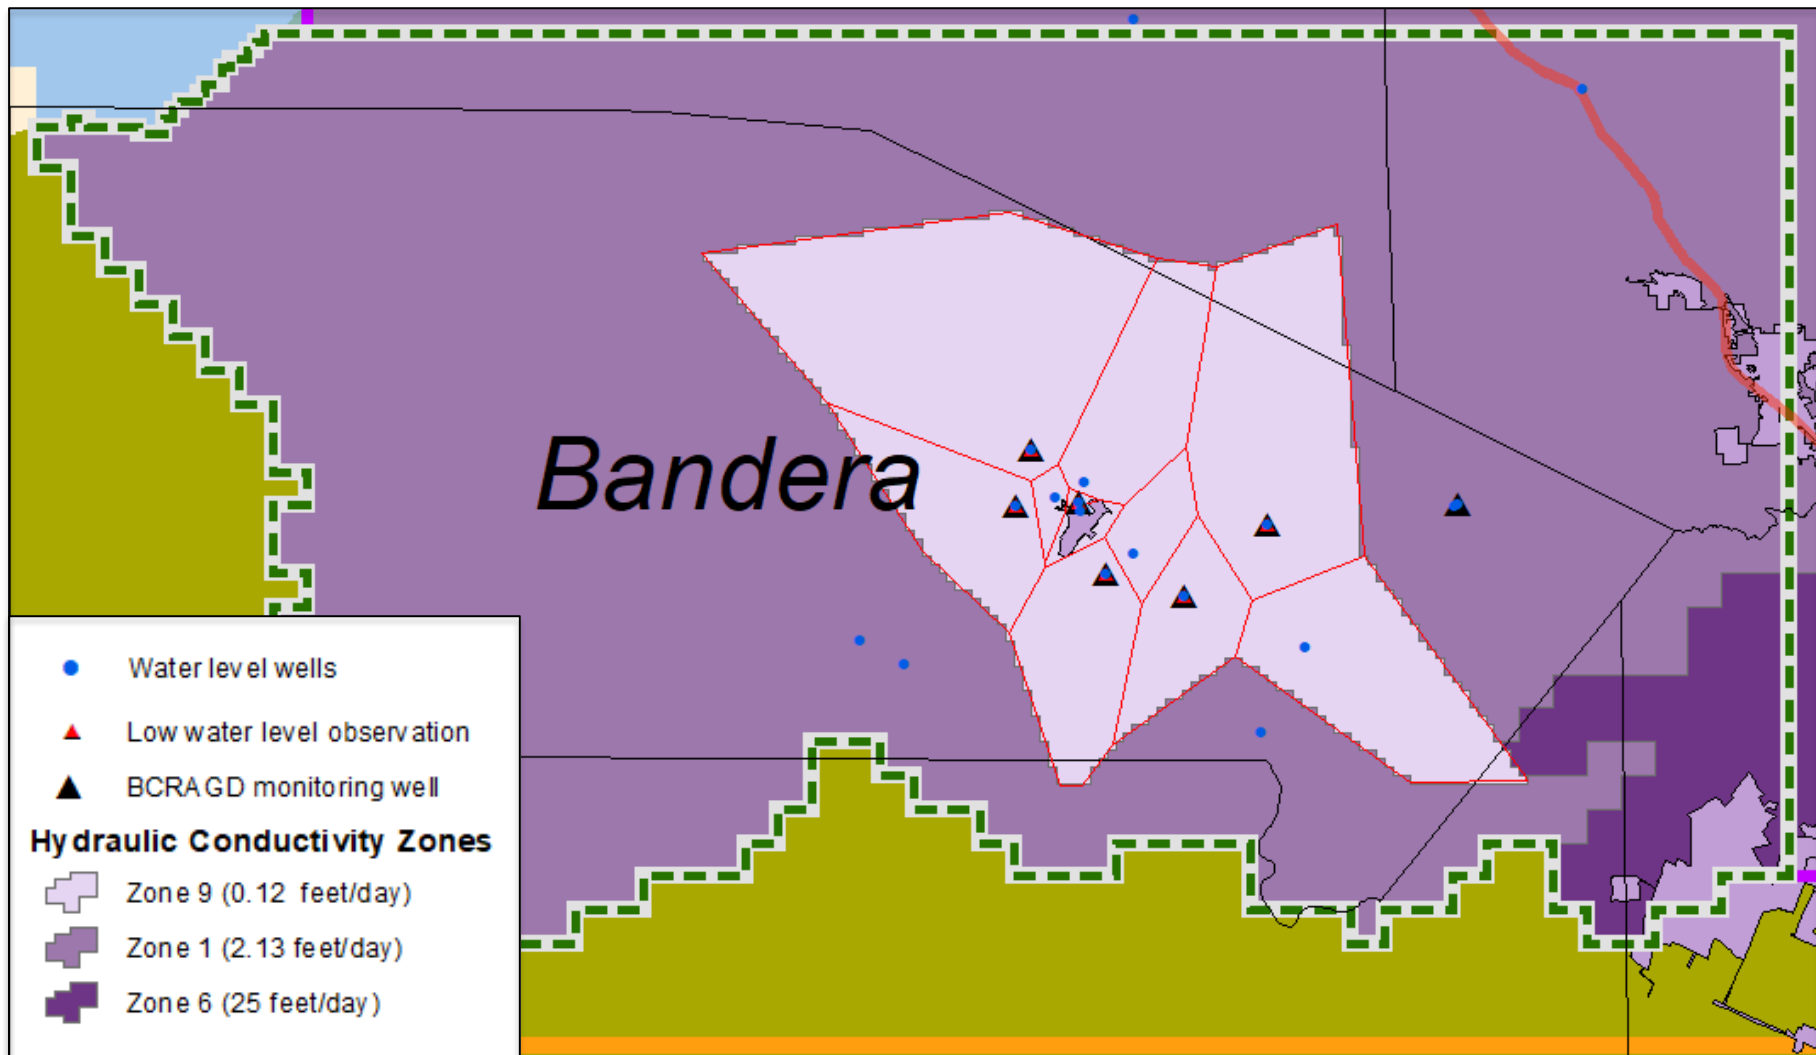 Bandera
Water level wells
Low water level observation
BCRAGD monitoring well
Hydraulic Conductivity Zones
Zone 9 (0.12 feet/day)
Zone 1 (2.13 feet/day)
Zone 6 (25 feet/day)